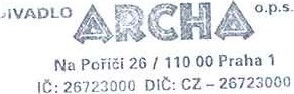 DIVADLO ARCHA o.p.s.
Na Poříčí 26 / 110 00 Praha 1
IČ: 26723000 DIČ: CZ – 26723000